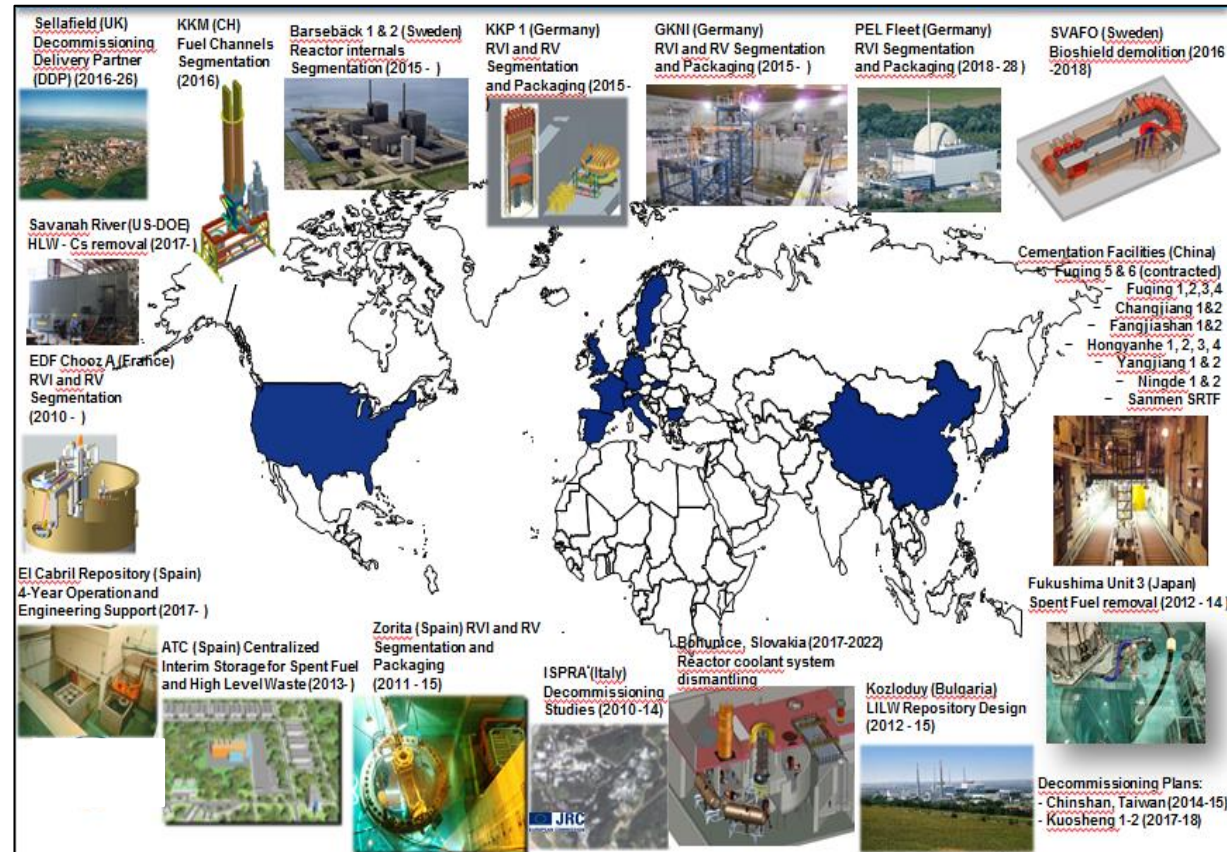 Sellafield (UK)
Decommissioning
Delivery Partner
(DDP) (2016-26)
KKM (CH)
Fuel Channels
Segmentation
(2016)
Barsebäck 1 & 2 (Sweden)
Reactor internals
Segmentation (2015 - )
KKP 1 (Germany)
RVI and RV
Segmentation
and Packaging (2015 -
)
GKNI (Germany)
RVI and RV Segmentation
and Packaging (2015 - )
PEL Fleet (Germany)
RVI Segmentation
and Packaging (2018 - 28)
SVAFO (Sweden)
Bioshield demolition (2016
-2018)
Savanah River (US-DOE)
HLW - Cs removal (2017- )
EDF Chooz A (France)
RVI and RV
Segmentation
(2010 - )
Cementation Facilities (China)
- Fuqing 5 & 6 (contracted)
- Fuqing 1,2,3,4
- Changjiang 1&2
- Fangjiashan 1&2
- Hongyanhe 1, 2, 3, 4
- Yangjiang 1 & 2
- Ningde 1 & 2
- Sanmen SRTF
El Cabril Repository (Spain)
4-Year Operation and
Engineering Support (2017- )
ATC (Spain) Centralized
Interim Storage for Spent Fuel
and High Level Waste (2013- )
Zorita (Spain) RVI and RV
Segmentation and
Packaging
(2011 - 15)
ISPRA (Italy)
Decommissioning
Studies (2010 -14)
JRC
EUROPEAN COMMISSION
Bohunice, Slovakia (2017-2022)
Reactor coolant system
dismantling
Kozloduy (Bulgaria)
LILW Repository Design
(2012 - 15)
Fukushima Unit 3 (Japan)
Spent Fuel removal (2012 - 14)
Decommissioning Plans:
- Chinshan, Taiwan (2014-15)
- Kuosheng 1-2 (2017-18)